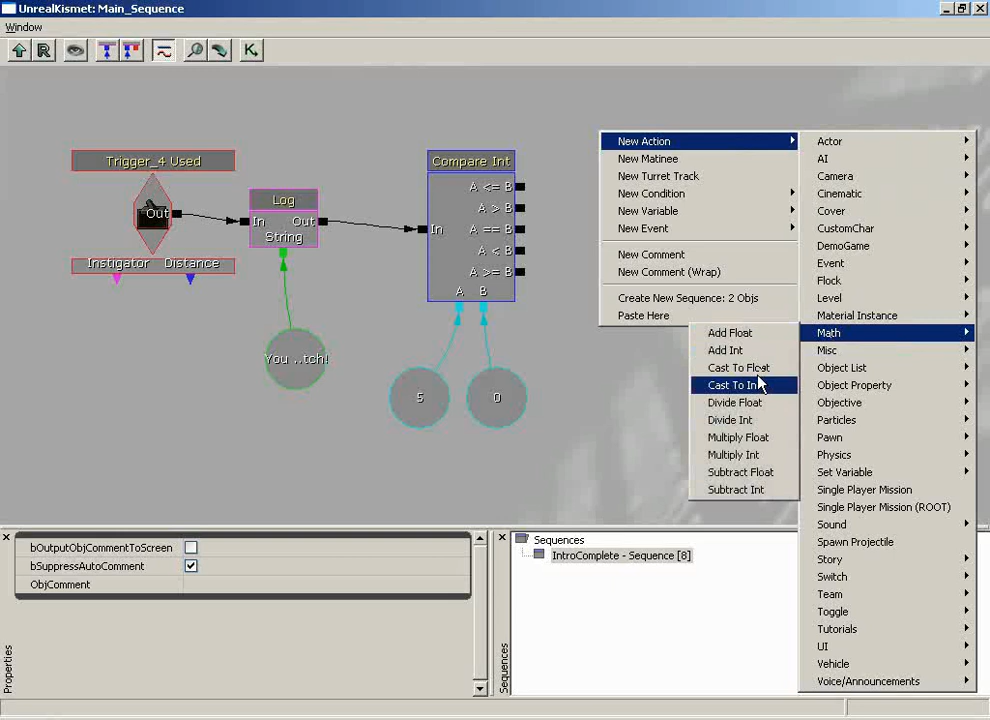 UnrealKismet: Main_Sequence
Window
Trigger_4 Used
Out
Instigator Distance
Log
In Out
String
You ..tch!
Compare Int
A <= B
A > B
In A == B
A < B
A >= B
A B
5
0
New Action
New Matinee
New Turret Track
New Condition
New Variable
New Event
New Comment
New Comment (Wrap)
Create New Sequence: 2 Objs
Paste Here
Add Float
Add Int
Cast To Float
Cast To Int
Divide Float
Divide Int
Multiply Float
Multiply Int
Subtract Float
Subtract Int
Actor
AI
Camera
Cinematic
Cover
CustomChar
DemoGame
Event
Flock
Level
Material Instance
Math
Misc
Object List
Object Property
Objective
Particles
Pawn
Physics
Set Variable
Single Player Mission
Single Player Mission (ROOT)
Sound
Spawn Projectile
Story
Switch
Team
Toggle
Tutorials
UI
Vehicle
Voice/Announcements
Properties
bOutputObjCommentToScreen
bSuppressAutoComment
ObjComment
Sequences
Sequences
IntroComplete - Sequence [8]